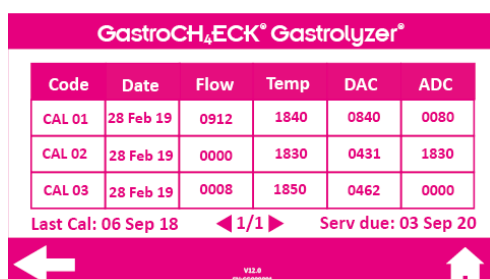 GastroCH₄ECK® Gastrolyzer®
Code Date Flow Temp DAC ADC
CAL 01 28 Feb 19 0912 1840 0840 0080
CAL 02 28 Feb 19 0000 1830 0431 1830
CAL 03 28 Feb 19 0008 1850 0462 0000
Last Cal: 06 Sep 18 ◀ 1/1 ▶ Serv due: 03 Sep 20
V12.0